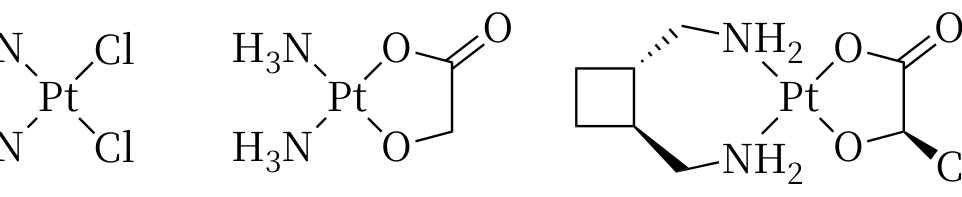 N Cl
Pt
N Cl
H₃N O O
Pt
H₃N O
NH₂ O O
Pt
NH₂ O C